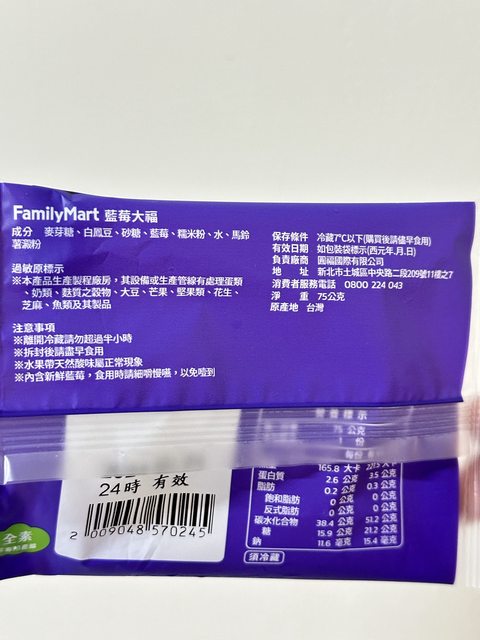 FamilyMart 藍莓大福
成分 麥芽糖、白鳳豆、砂糖、藍莓、糯米粉、水、馬鈴
薯澱粉
過敏原標示
※本產品生產製程廠房，其設備或生產管線有處理蛋類
、奶類、麩質之穀物、大豆、芒果、堅果類、花生、
芝麻、魚類及其製品
注意事項
※離開冷藏請勿超過半小時
※拆封後請盡早食用
※水果帶天然酸味屬正常現象
※內含新鮮藍莓，食用時請細嚼慢嚥，以免噎到
保存條件 冷藏7℃以下(購買後請儘早食用)
有效日期 如包裝袋標示(西元年.月.日)
負責廠商 圓福國際有限公司
地 址 新北市土城區中央路二段209號11樓之7
消費者服務電話 0800 224 043
淨 重 75公克
原產地 台灣
營養標示
75 公克
1 份
165.8 大卡 221.5 大卡
蛋白質 2.6 公克 3.5 公克
脂肪 0.2 公克 0.3 公克
飽和脂肪 0 公克 0 公克
反式脂肪 0 公克 0 公克
碳水化合物 38.4 公克 51.2 公克
糖 15.9 公克 21.2 公克
鈉 11.6 毫克 15.4 毫克
須冷藏
24時 有效
2 009048 570245
全素